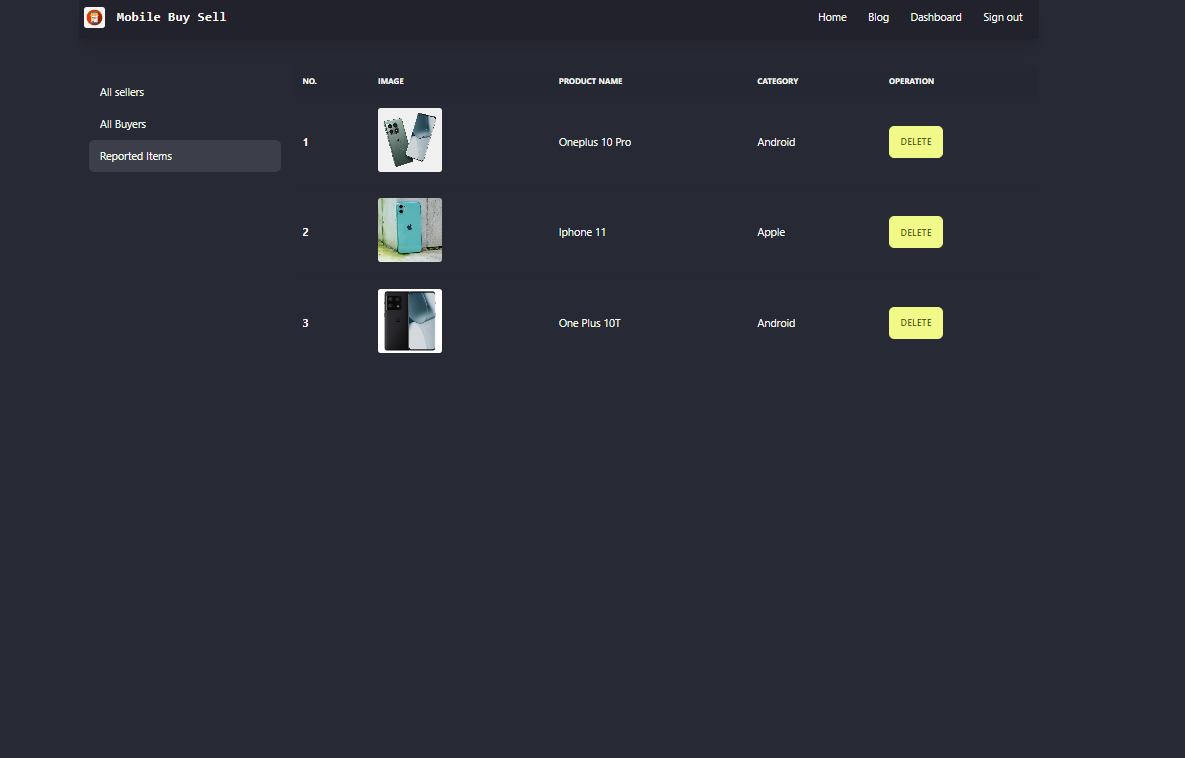 Mobile Buy Sell
Home Blog Dashboard Sign out
All sellers
All Buyers
Reported Items
NO. IMAGE PRODUCT NAME CATEGORY OPERATION
1 Oneplus 10 Pro Android DELETE
2 Iphone 11 Apple DELETE
3 One Plus 10T Android DELETE